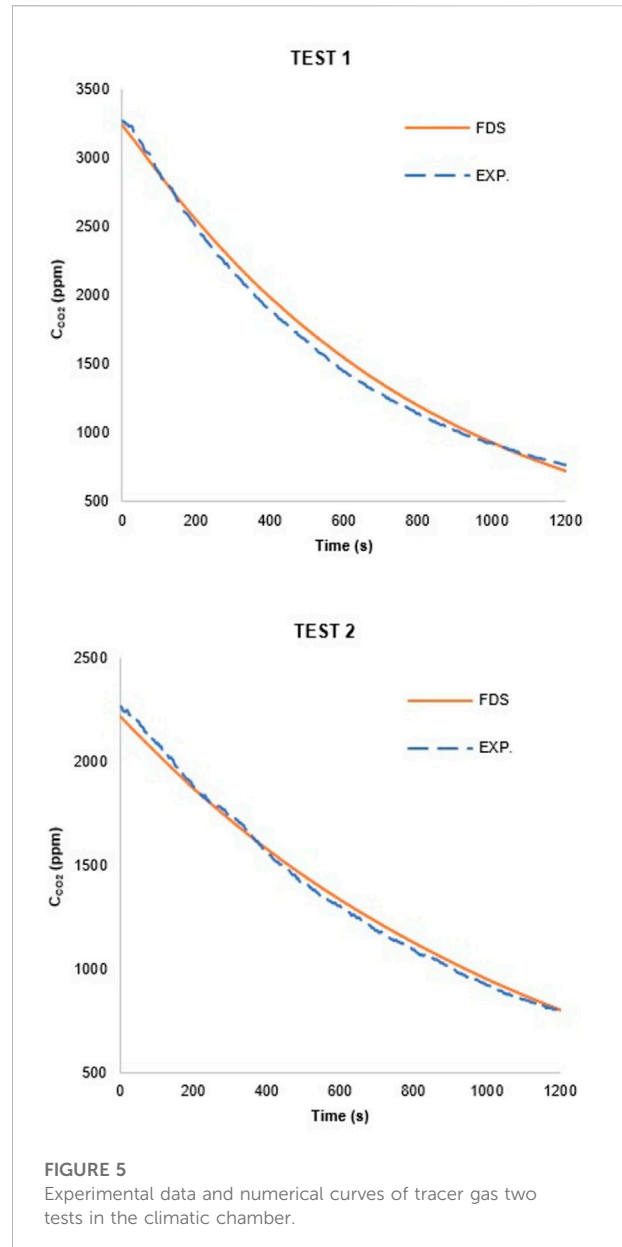 TEST 1
3500
3000
2500
2000
1500
1000
500
C_CO2 (ppm)
FDS
EXP.
0 200 400 600 800 1000 1200
Time (s)
TEST 2
2500
2000
1500
1000
500
C_CO2 (ppm)
FDS
EXP.
0 200 400 600 800 1000 1200
Time (s)
FIGURE 5
Experimental data and numerical curves of tracer gas two
tests in the climatic chamber.